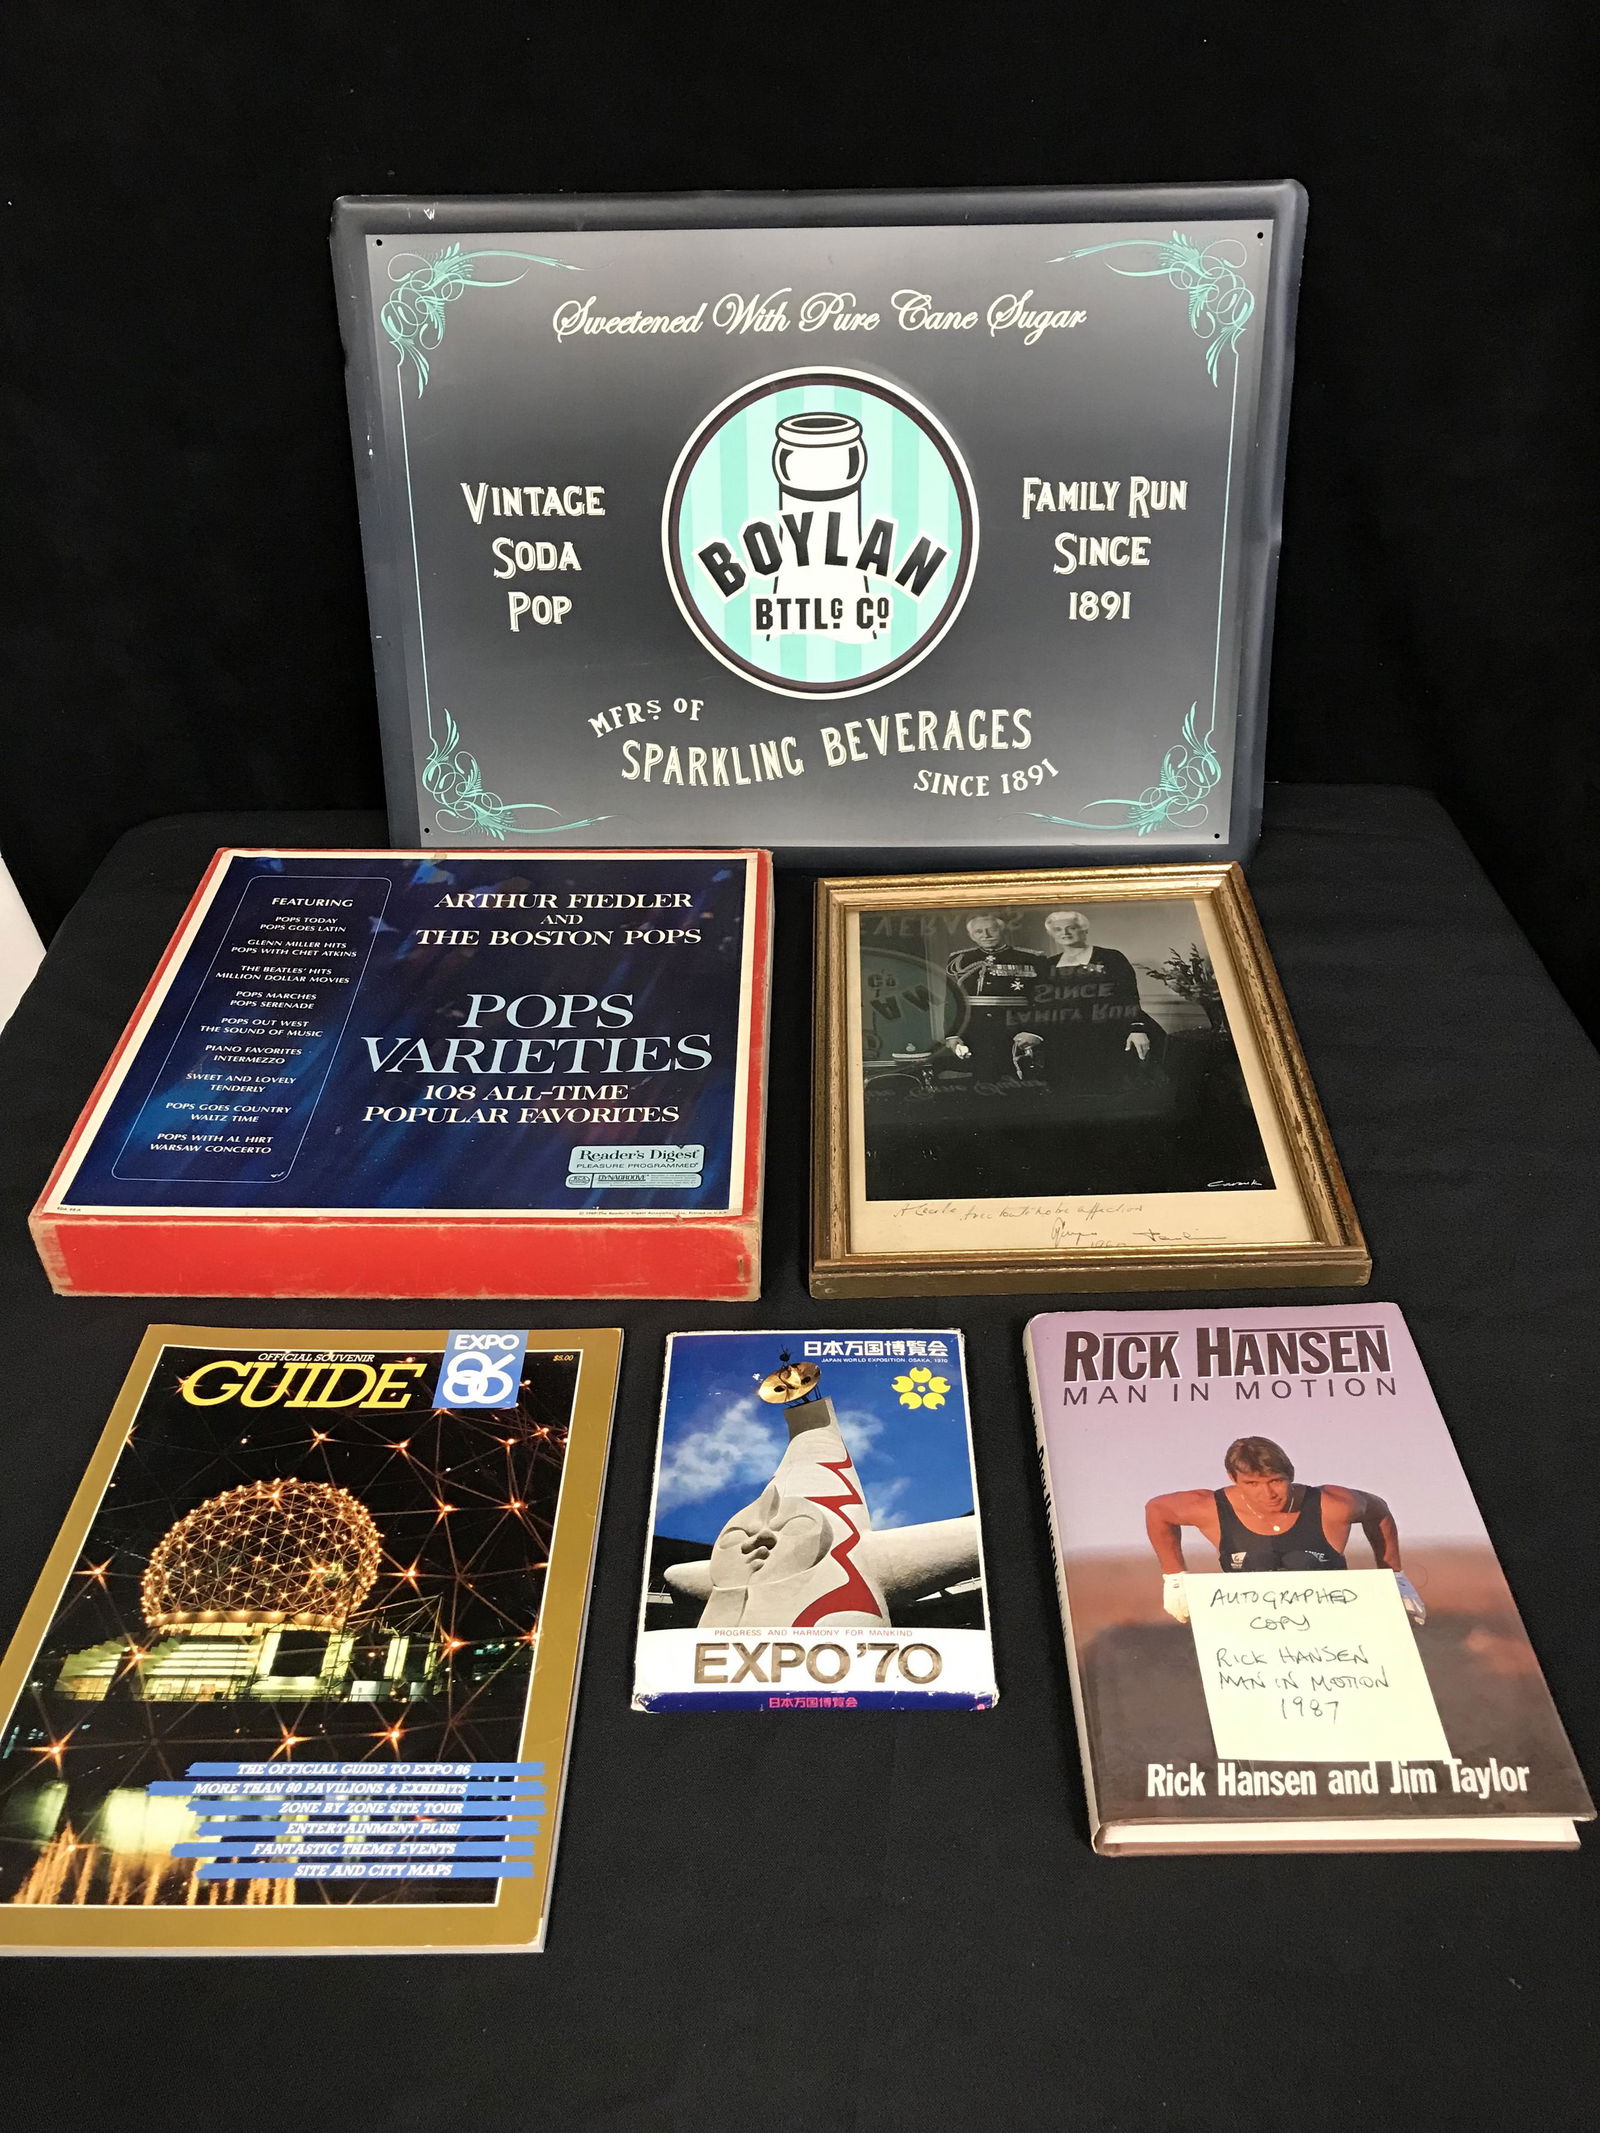 Sweetened With Pure Cane Sugar
VINTAGE
SODA
POP
BOYLAN
BTTLG CO
FAMILY RUN
SINCE
1891
MFRS OF
SPARKLING BEVERAGES
SINCE 1891
FEATURING
POPS TODAY
POPS GOES LATIN
GLENN MILLER HITS
POPS WITH CHET ATKINS
THE BEATLES' HITS
MILLION DOLLAR MOVIES
POPS MARCHES
POPS SERENADE
POPS OUT WEST
THE SOUND OF MUSIC
PIANO FAVORITES
INTERMEZZO
SWEET AND LOVELY
TENDERLY
POPS GOES COUNTRY
WALTZ TIME
POPS WITH AL HIRT
WARSAW CONCERTO
ARTHUR FIEDLER
AND
THE BOSTON POPS
POPS
VARIETIES
108 ALL-TIME
POPULAR FAVORITES
Reader's Digest
PLEASURE PROGRAMMED
DYNAGROOVE
OFFICIAL SOUVENIR
GUIDE
EXPO
86
$5.00
THE OFFICIAL GUIDE TO EXPO 86
MORE THAN 80 PAVILIONS & EXHIBITS
ZONE BY ZONE SITE TOUR
ENTERTAINMENT PLUS!
FANTASTIC THEME EVENTS
SITE AND CITY MAPS
日本万国博覧会
JAPAN WORLD EXPOSITION, OSAKA, 1970
PROGRESS AND HARMONY FOR MANKIND
EXPO'70
日本万国博覧会
RICK HANSEN
MAN IN MOTION
AUTOGRAPHED
COPY
RICK HANSEN
MAN IN MOTION
1987
Rick Hansen and Jim Taylor